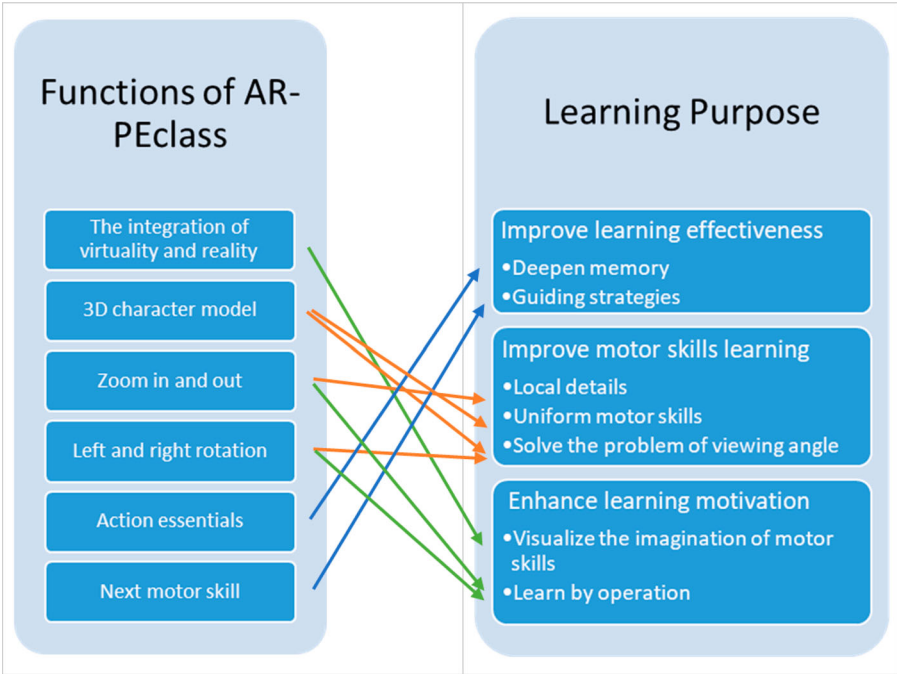 Functions of AR-
PEclass
The integration of
virtuality and reality
3D character model
Zoom in and out
Left and right rotation
Action essentials
Next motor skill
Learning Purpose
Improve learning effectiveness
•Deepen memory
•Guiding strategies
Improve motor skills learning
•Local details
•Uniform motor skills
•Solve the problem of viewing angle
Enhance learning motivation
•Visualize the imagination of motor
skills
•Learn by operation